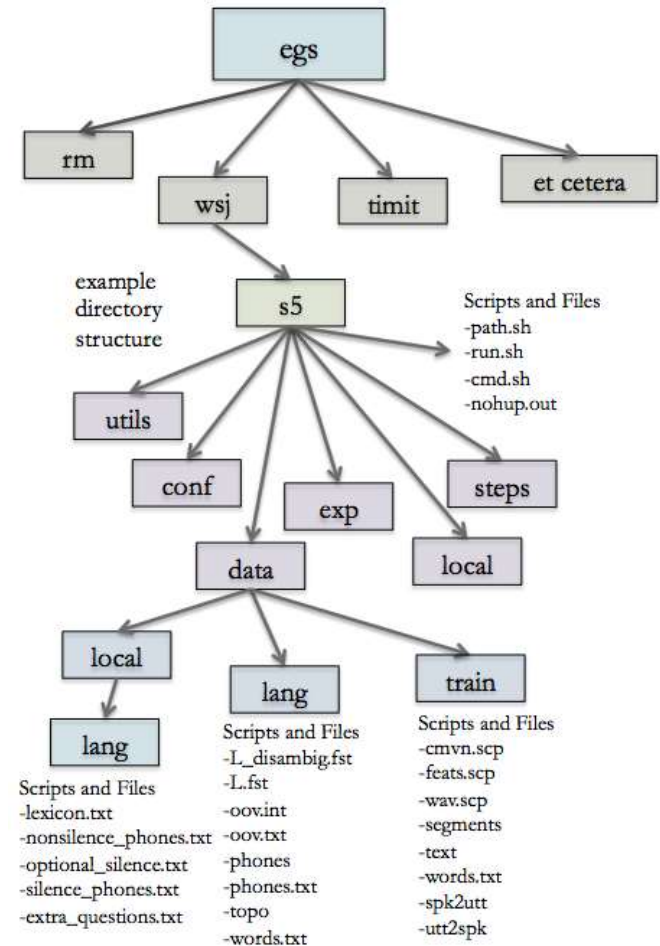 egs
rm
wsj
timit
et cetera
example
directory
structure
s5
Scripts and Files
-path.sh
-run.sh
-cmd.sh
-nohup.out
utils
conf
exp
steps
data
local
local
lang
train
lang
Scripts and Files
-lexicon.txt
-nonsilence_phones.txt
-optional_silence.txt
-silence_phones.txt
-extra_questions.txt
Scripts and Files
-L_disambig.fst
-L.fst
-oov.int
-oov.txt
-phones
-phones.txt
-topo
-words.txt
Scripts and Files
-cmvn.scp
-feats.scp
-wav.scp
-segments
-text
-words.txt
-spk2utt
-utt2spk